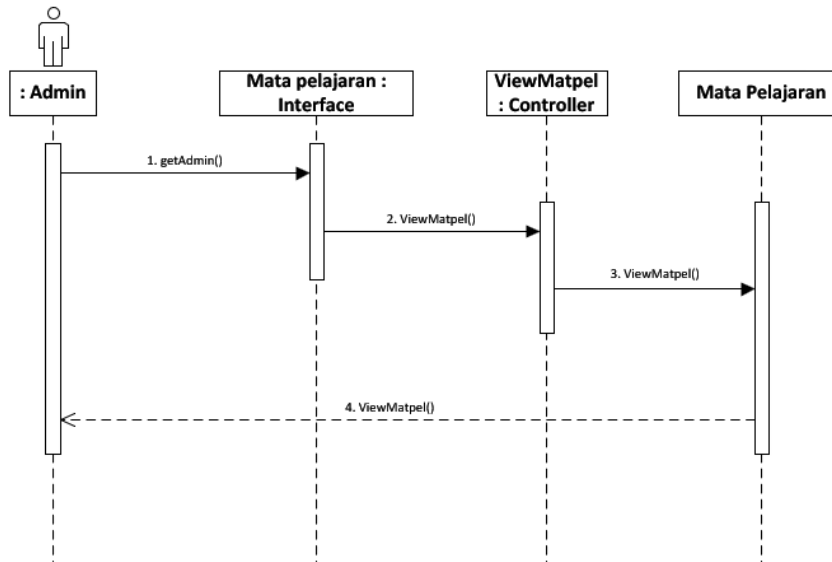 : Admin
Mata pelajaran :
Interface
ViewMatpel
: Controller
Mata Pelajaran
1. getAdmin()
2. ViewMatpel()
3. ViewMatpel()
4. ViewMatpel()